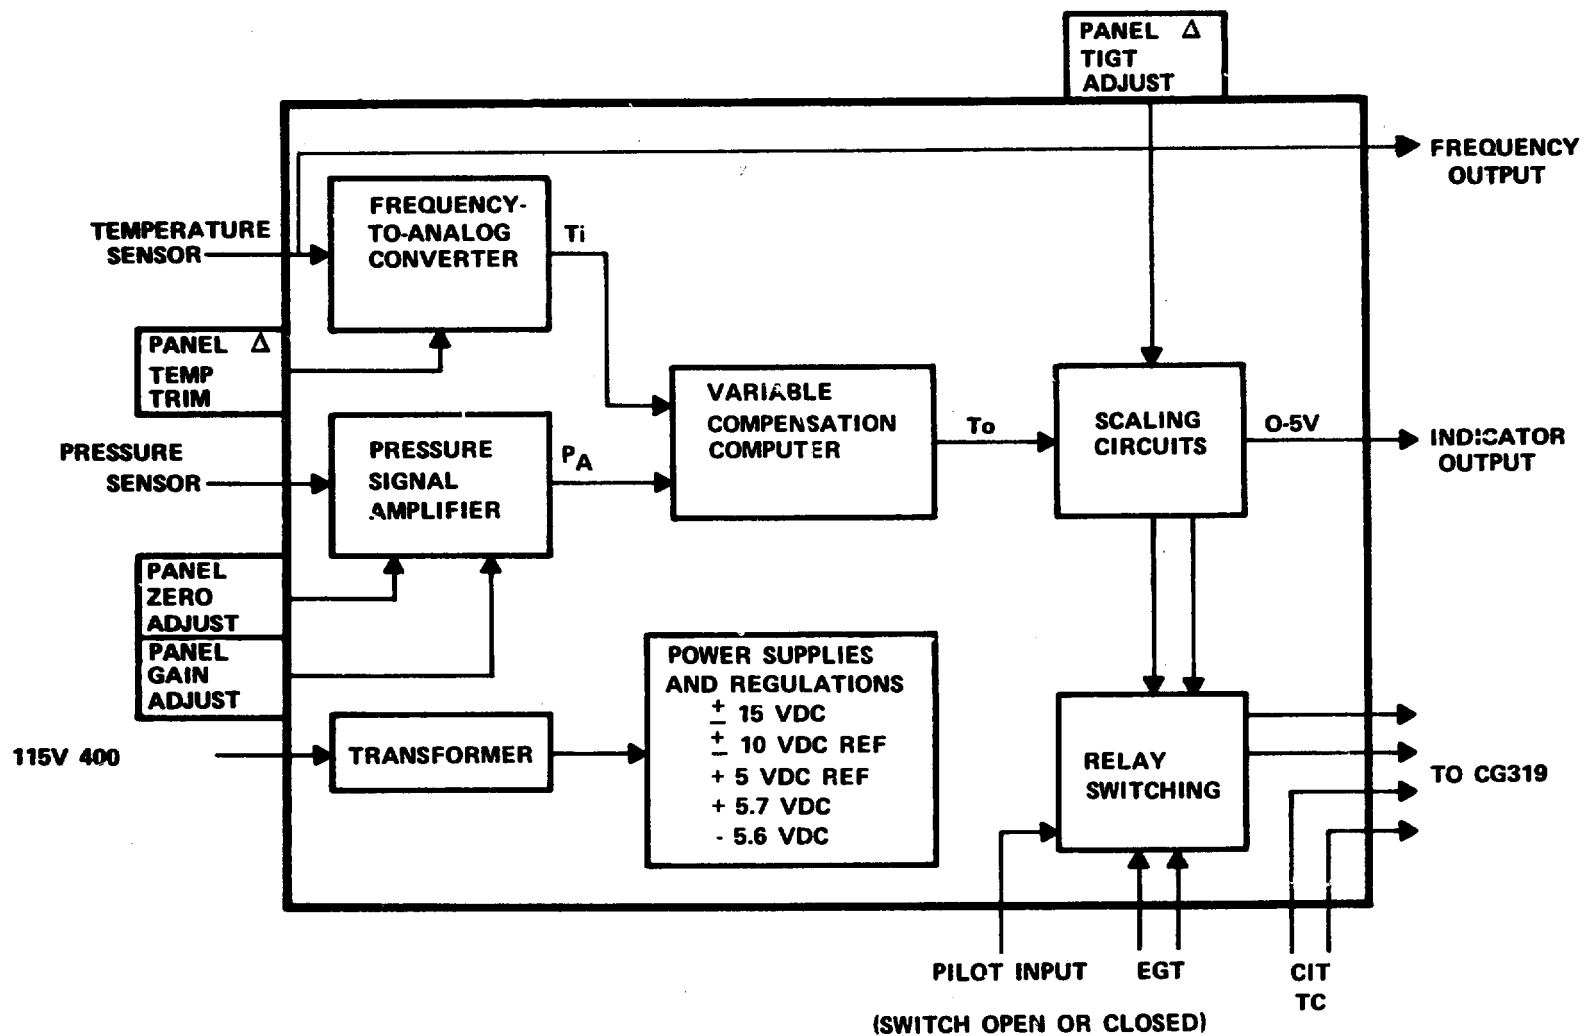 PANEL Δ
TIGT
ADJUST
FREQUENCY
OUTPUT
FREQUENCY-
TO-ANALOG
CONVERTER
Ti
TEMPERATURE
SENSOR
PANEL Δ
TEMP
TRIM
VARIABLE
COMPENSATION
COMPUTER
To
SCALING
CIRCUITS
0-5V
INDICATOR
OUTPUT
PRESSURE
SENSOR
PRESSURE
SIGNAL
AMPLIFIER
PA
PANEL
ZERO
ADJUST
PANEL
GAIN
ADJUST
POWER SUPPLIES
AND REGULATIONS
± 15 VDC
± 10 VDC REF
+ 5 VDC REF
+ 5.7 VDC
- 5.6 VDC
115V 400
TRANSFORMER
RELAY
SWITCHING
TO CG319
PILOT INPUT
EGT
CIT
TC
(SWITCH OPEN OR CLOSED)